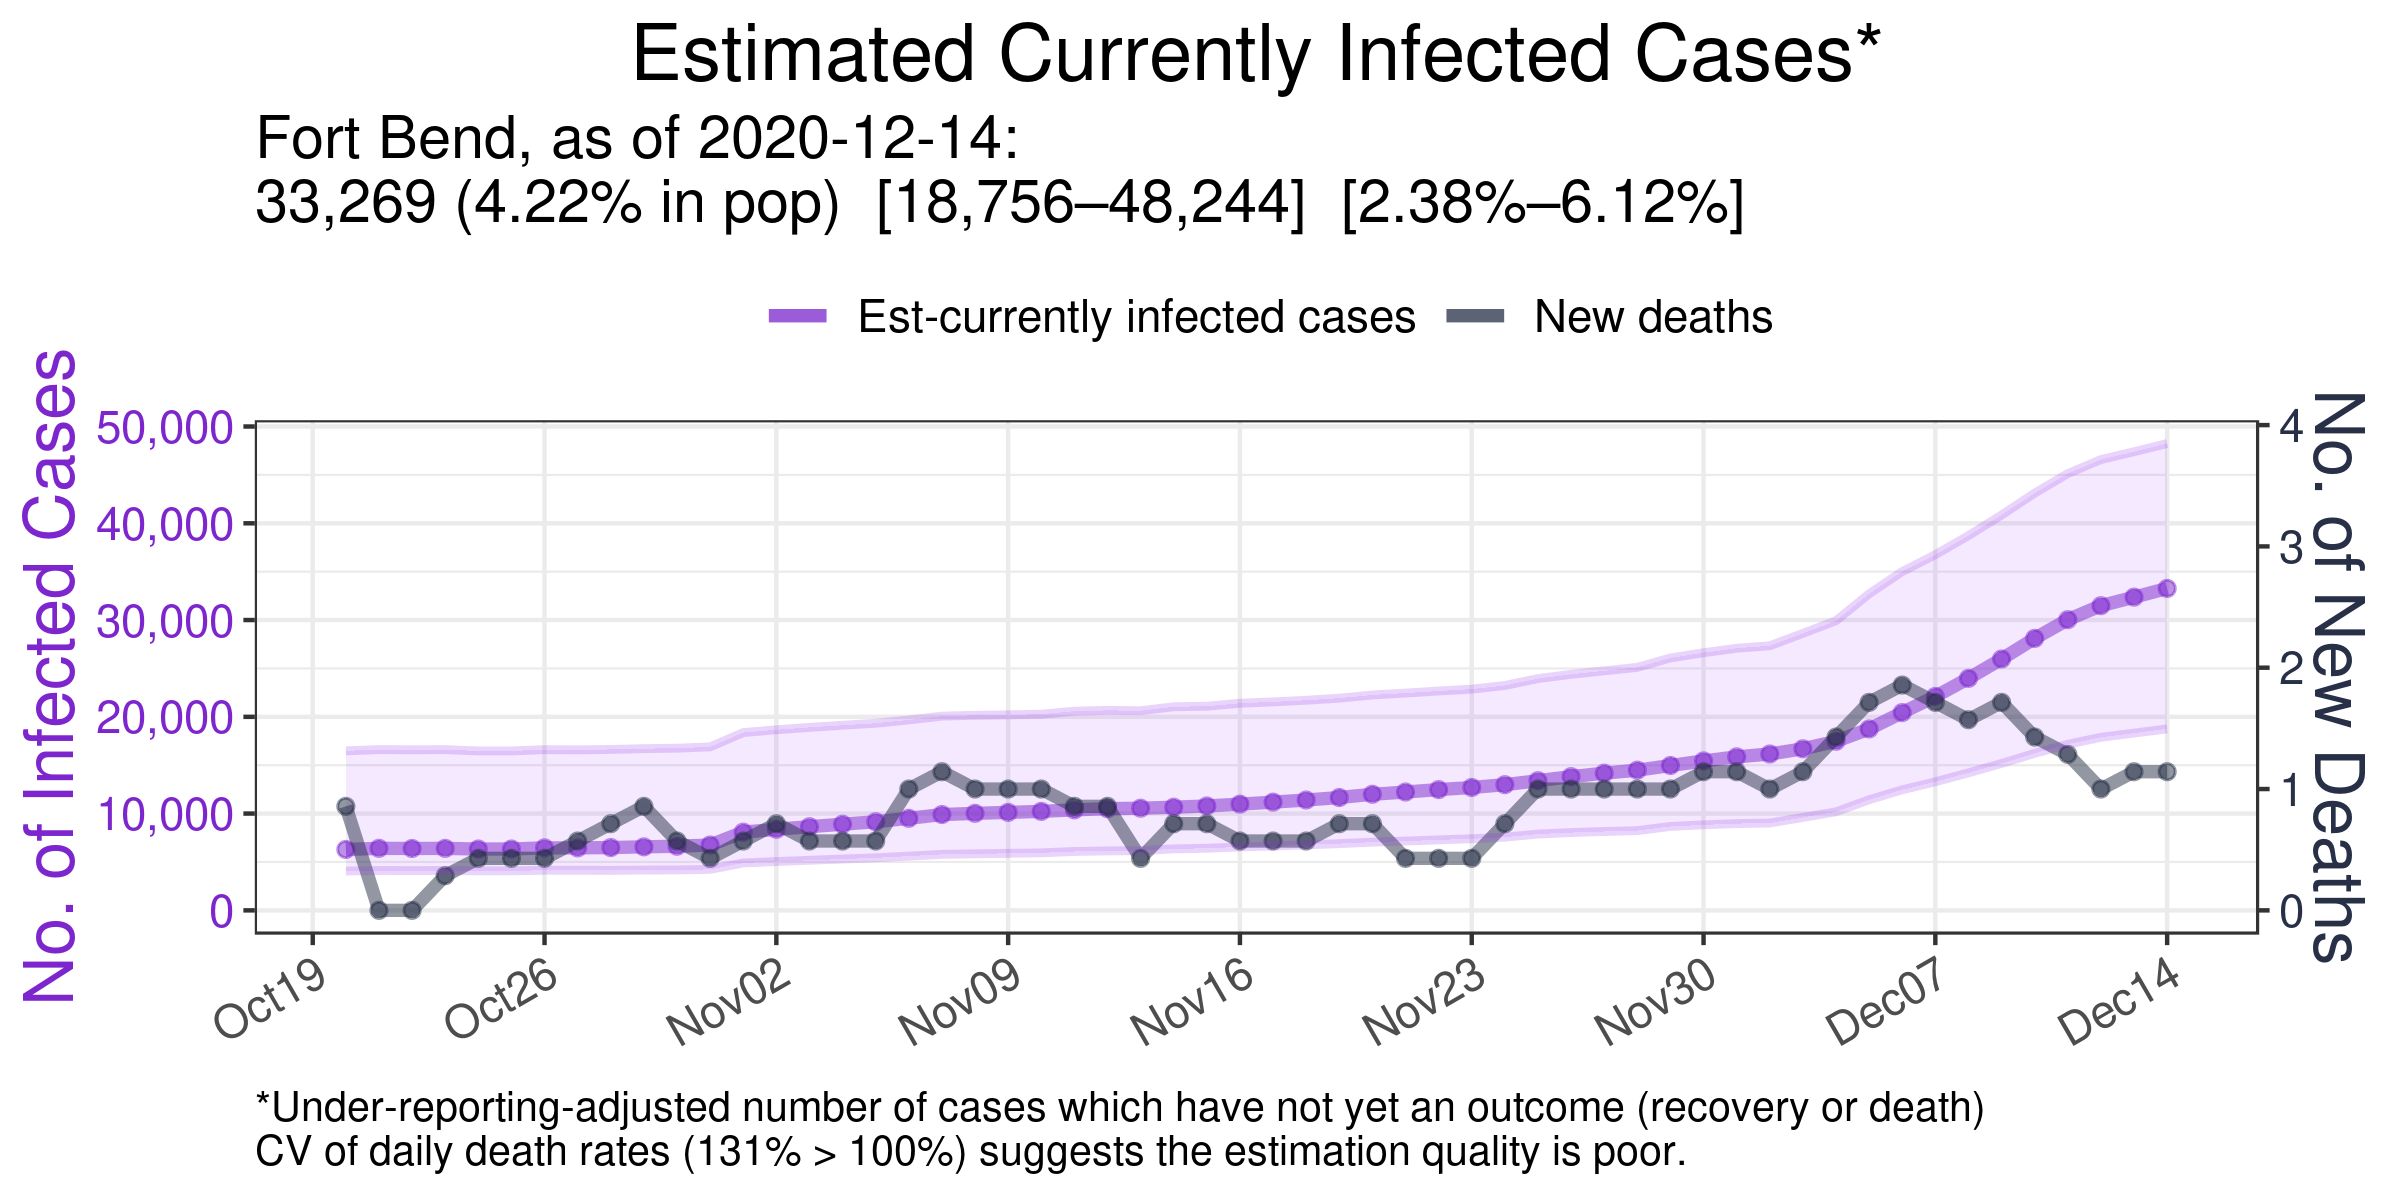 Estimated Currently Infected Cases*
Fort Bend, as of 2020-12-14:
33,269 (4.22% in pop)  [18,756–48,244]  [2.38%–6.12%]
Est-currently infected cases
New deaths
No. of Infected Cases
50,000
40,000
30,000
20,000
10,000
0
4
3
2
1
0
No. of New Deaths
Oct19
Oct26
Nov02
Nov09
Nov16
Nov23
Nov30
Dec07
Dec14
*Under-reporting-adjusted number of cases which have not yet an outcome (recovery or death)
CV of daily death rates (131% > 100%) suggests the estimation quality is poor.